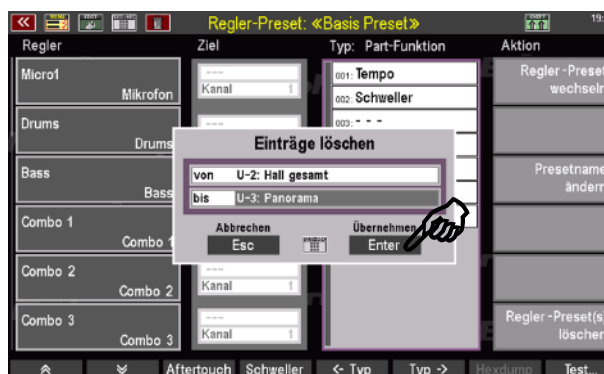 Regler-Preset: «Basis Preset»
19:
Regler
Ziel
Typ: Part-Funktion
Aktion
Micro1
Mikrofon
---
Kanal 1
001: Tempo
002: Schweller
003: - - -
Regler-Preset
wechseln
Drums
Drums
---
Bass
Bass
Presetname
ändern
Einträge löschen
von U-2: Hall gesamt
bis U-3: Panorama
Abbrechen
Esc
Übernehmen
Enter
Combo 1
Combo 1
Combo 2
Combo 2
---
Kanal 1
Combo 3
Combo 3
---
Kanal 1
Regler-Preset(s)
löschen
Aftertouch Schweller <- Typ Typ -> Hexdump Test...